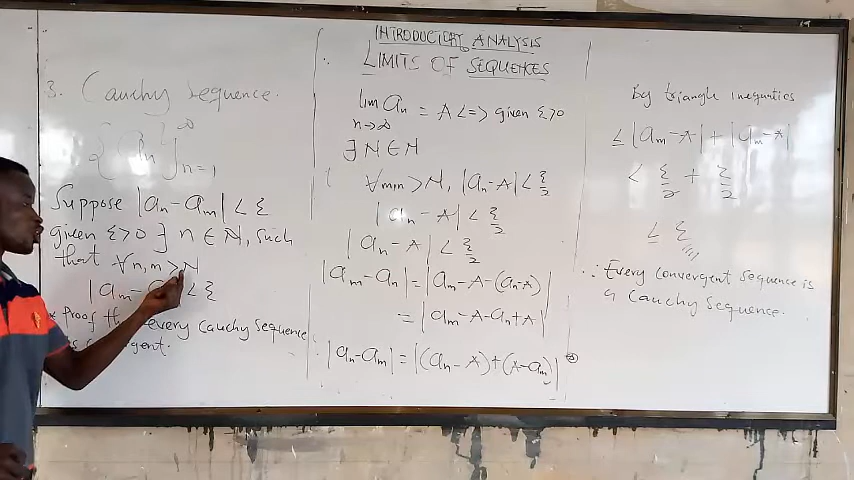 INTRODUCTORY ANALYSIS
LIMITS OF SEQUENCES
3. Cauchy Sequence.
{an}∞n=1
Suppose |an-am| < ε
given ε>0 ∃ n ∈ N, such
that ∀n,m > N
|am- < ε
* Proof every Cauchy Sequence
lim an = A <=> given ε>0
n→∞
∃ N ∈ N
∀m,n > N, |an-A| < ε/2
|an - A| < ε/2
|an - A| < ε/2
|am - an| = |am - A - (an - A)|
= |am - A - an + A|
|an - am| = |(an - A) + (A - am)|
By triangle inequalities
≤ |am - A| + |am - A|
< ε/2 + ε/2
≤ ε
∴ Every convergent sequence is
a Cauchy sequence.